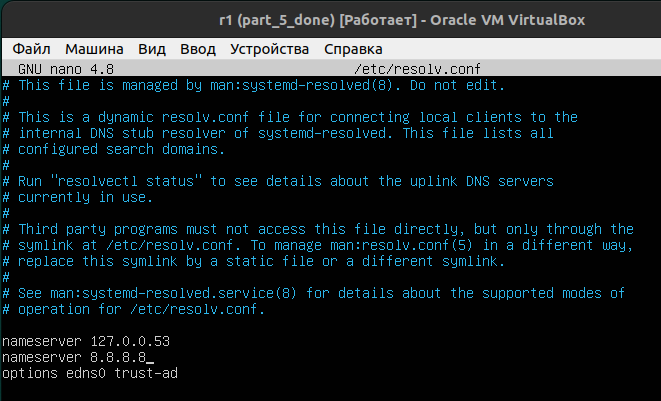 r1 (part_5_done) [Работает] - Oracle VM VirtualBox
Файл Машина Вид Ввод Устройства Справка
GNU nano 4.8 /etc/resolv.conf
# This file is managed by man:systemd-resolved(8). Do not edit.
#
# This is a dynamic resolv.conf file for connecting local clients to the
# internal DNS stub resolver of systemd-resolved. This file lists all
# configured search domains.
#
# Run "resolvectl status" to see details about the uplink DNS servers
# currently in use.
#
# Third party programs must not access this file directly, but only through the
# symlink at /etc/resolv.conf. To manage man:resolv.conf(5) in a different way,
# replace this symlink by a static file or a different symlink.
#
# See man:systemd-resolved.service(8) for details about the supported modes of
# operation for /etc/resolv.conf.
nameserver 127.0.0.53
nameserver 8.8.8.8_
options edns0 trust-ad